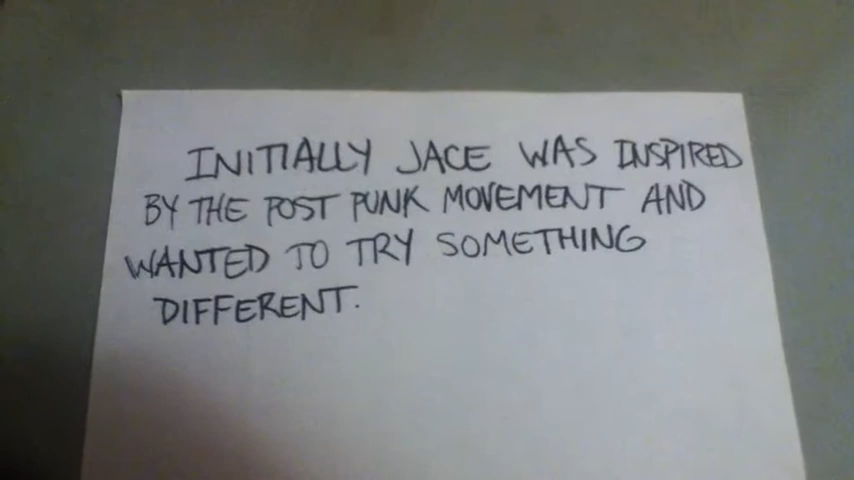 INITIALLY JACE WAS INSPIRED
BY THE POST PUNK MOVEMENT AND
WANTED TO TRY SOMETHING
DIFFERENT.